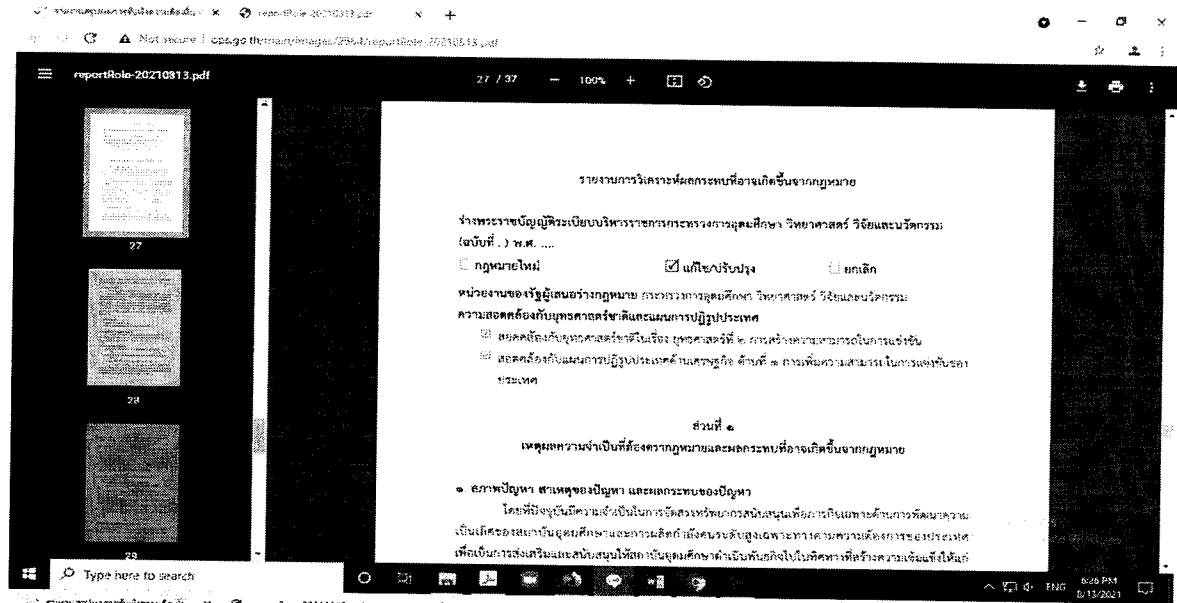 reportRole-20210813.pdf
Not secure | ops.go.th/main/images/2564/reportRole-20210813.pdf
reportRole-20210813.pdf
27 / 37
100%
27
28
29
รายงานการวิเคราะห์ผลกระทบที่อาจเกิดขึ้นจากกฎหมาย
ร่างพระราชบัญญัติระเบียบบริหารราชการกระทรวงการอุดมศึกษา วิทยาศาสตร์ วิจัยและนวัตกรรม
(ฉบับที่ . ) พ.ศ. ....
กฎหมายใหม่ แก้ไข/ปรับปรุง ยกเลิก
หน่วยงานของรัฐผู้เสนอร่างกฎหมาย กระทรวงการอุดมศึกษา วิทยาศาสตร์ วิจัยและนวัตกรรม
ความสอดคล้องกับยุทธศาสตร์ชาติและแผนการปฏิรูปประเทศ
สอดคล้องกับยุทธศาสตร์ชาติในเรื่อง ยุทธศาสตร์ที่ ๒ การสร้างความสามารถในการแข่งขัน
สอดคล้องกับแผนการปฏิรูปประเทศด้านเศรษฐกิจ ด้านที่ ๑ การเพิ่มความสามารถในการแข่งขันของ
ประเทศ
ส่วนที่ ๑
เหตุผลความจำเป็นที่ต้องตรากฎหมายและผลกระทบที่อาจเกิดขึ้นจากกฎหมาย
๑. สภาพปัญหา สาเหตุของปัญหา และผลกระทบของปัญหา
โดยที่ปัจจุบันมีความจำเป็นในการจัดสรรทรัพยากรสนับสนุนเพื่อภารกิจเฉพาะด้านการพัฒนาความ
เป็นเลิศของสถาบันอุดมศึกษาและการผลิตกำลังคนระดับสูงเฉพาะทางตามความต้องการของประเทศ
เพื่อเป็นการส่งเสริมและสนับสนุนให้สถาบันอุดมศึกษาดำเนินพันธกิจไปในทิศทางที่สร้างความเข้มแข็งให้แก่
Type here to search
ENG
6:26 PM
8/13/2021